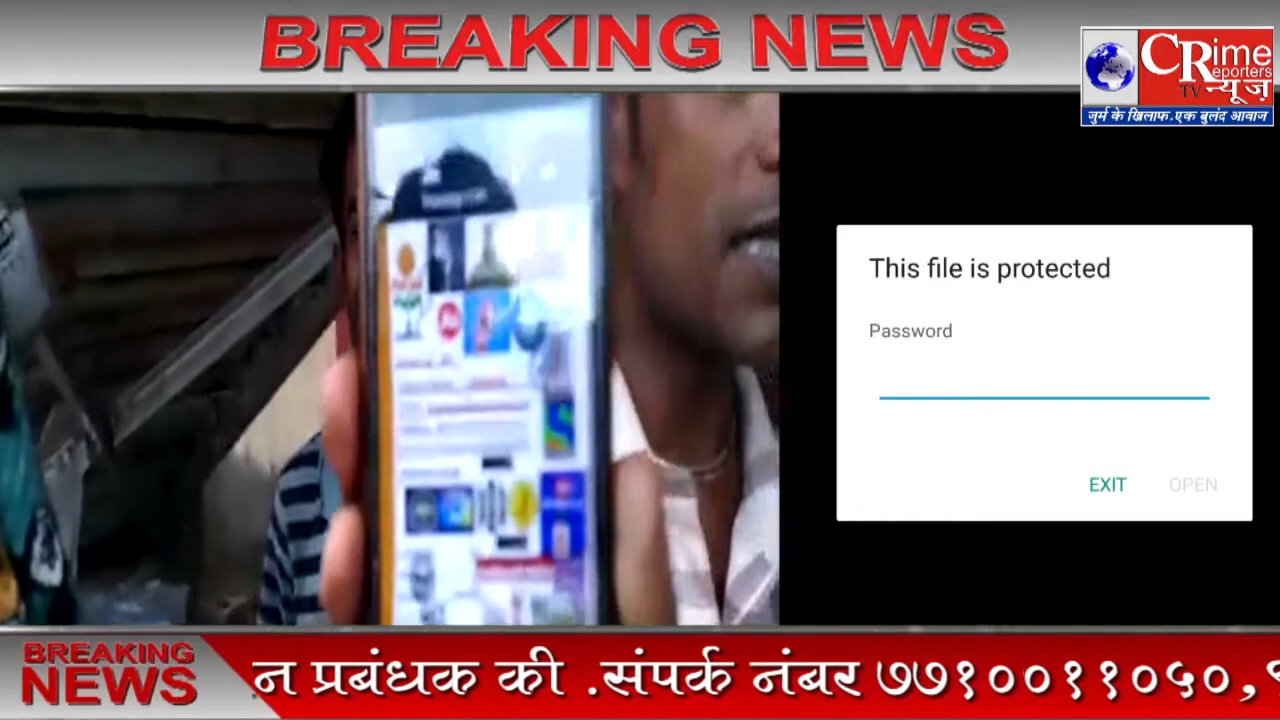 BREAKING NEWS
CRime
Reporters
TV न्यूज़
जुर्म के खिलाफ.एक बुलंद आवाज
This file is protected
Password
EXIT OPEN
BREAKING
NEWS
न प्रबंधक की .संपर्क नंबर ७७१००११०५०,